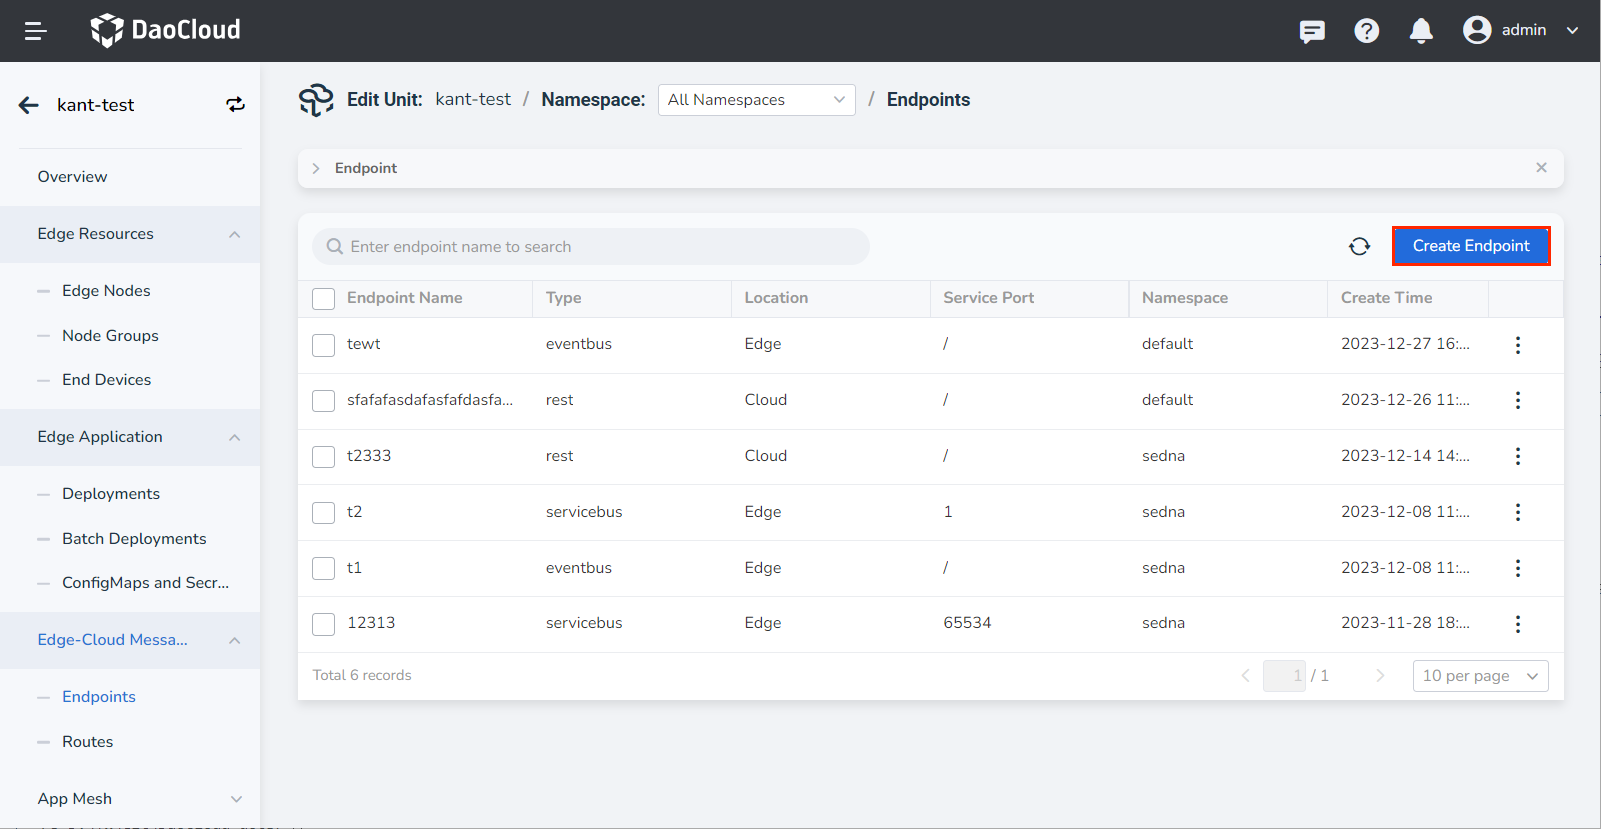 DaoCloud
admin
kant-test
Edit Unit: kant-test / Namespace: All Namespaces / Endpoints
Overview
Edge Resources
Edge Nodes
Node Groups
End Devices
Edge Application
Deployments
Batch Deployments
ConfigMaps and Secr...
Edge-Cloud Messa...
Endpoints
Routes
App Mesh
Endpoint
Enter endpoint name to search
Create Endpoint
Endpoint Name Type Location Service Port Namespace Create Time
tewt eventbus Edge / default 2023-12-27 16:...
sfafafasdafasfafdasfa... rest Cloud / default 2023-12-26 11:...
t2333 rest Cloud / sedna 2023-12-14 14:...
t2 servicebus Edge 1 sedna 2023-12-08 11:...
t1 eventbus Edge / sedna 2023-12-08 11:...
12313 servicebus Edge 65534 sedna 2023-11-28 18:...
Total 6 records
1 / 1
10 per page